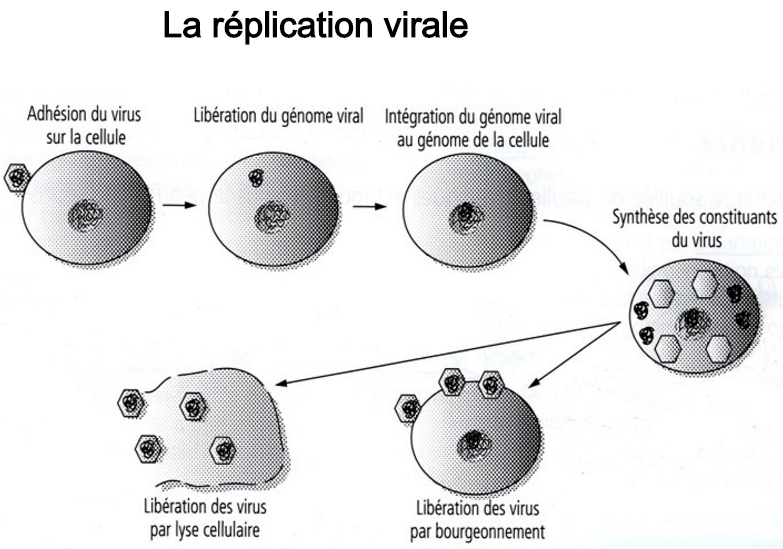 La réplication virale
Adhésion du virus
sur la cellule
Libération du génome viral
Intégration du génome viral
au génome de la cellule
Synthèse des constituants
du virus
Libération des virus
par lyse cellulaire
Libération des virus
par bourgeonnement